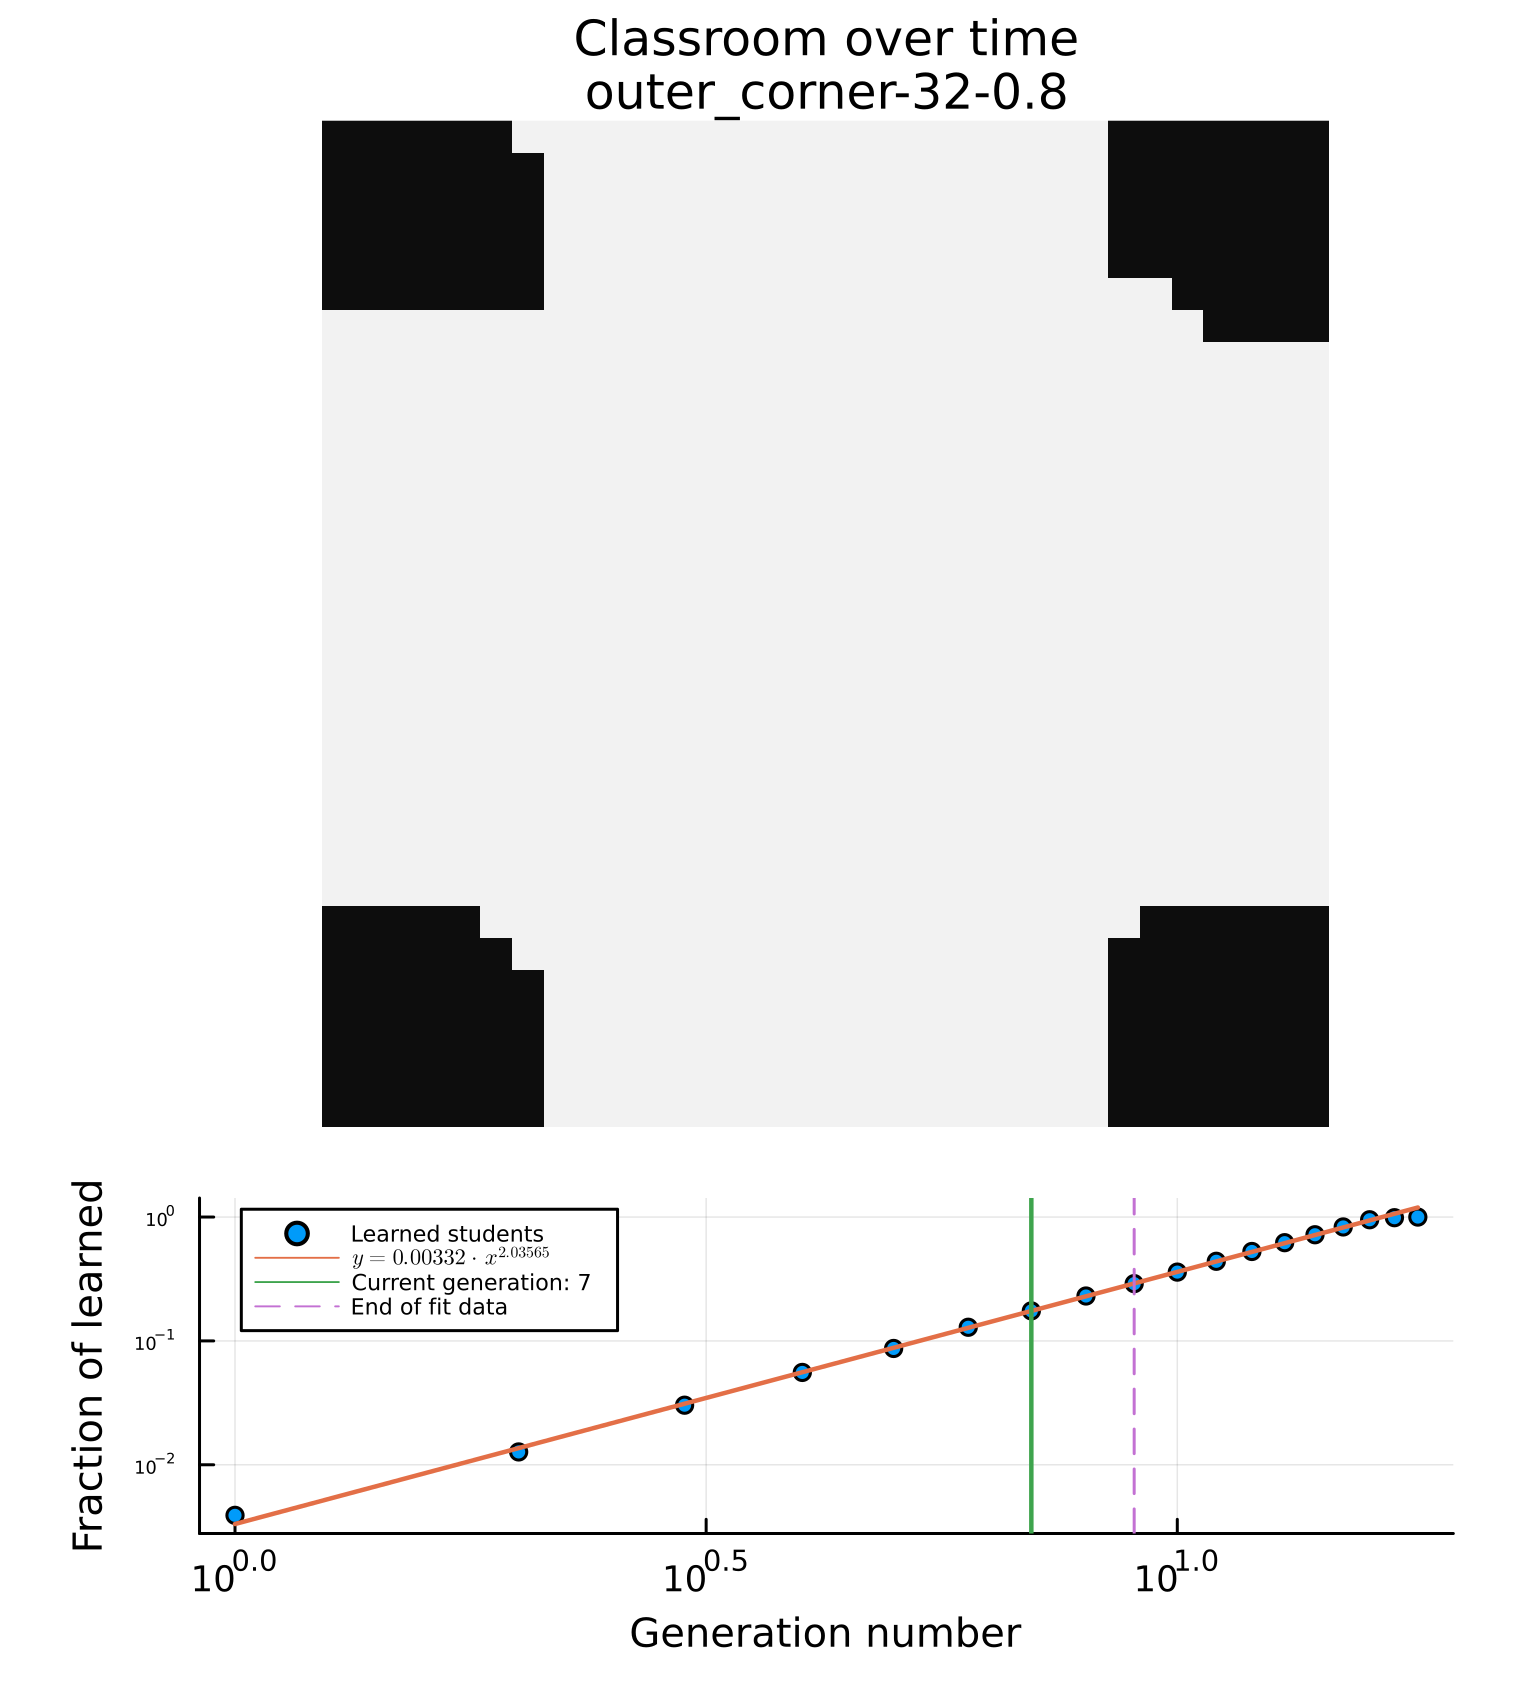 Classroom over time
outer_corner-32-0.8
Fraction of learned
10^0
10^-1
10^-2
Learned students
y = 0.00332 · x^2.03565
Current generation: 7
End of fit data
10^0.0 10^0.5 10^1.0
Generation number